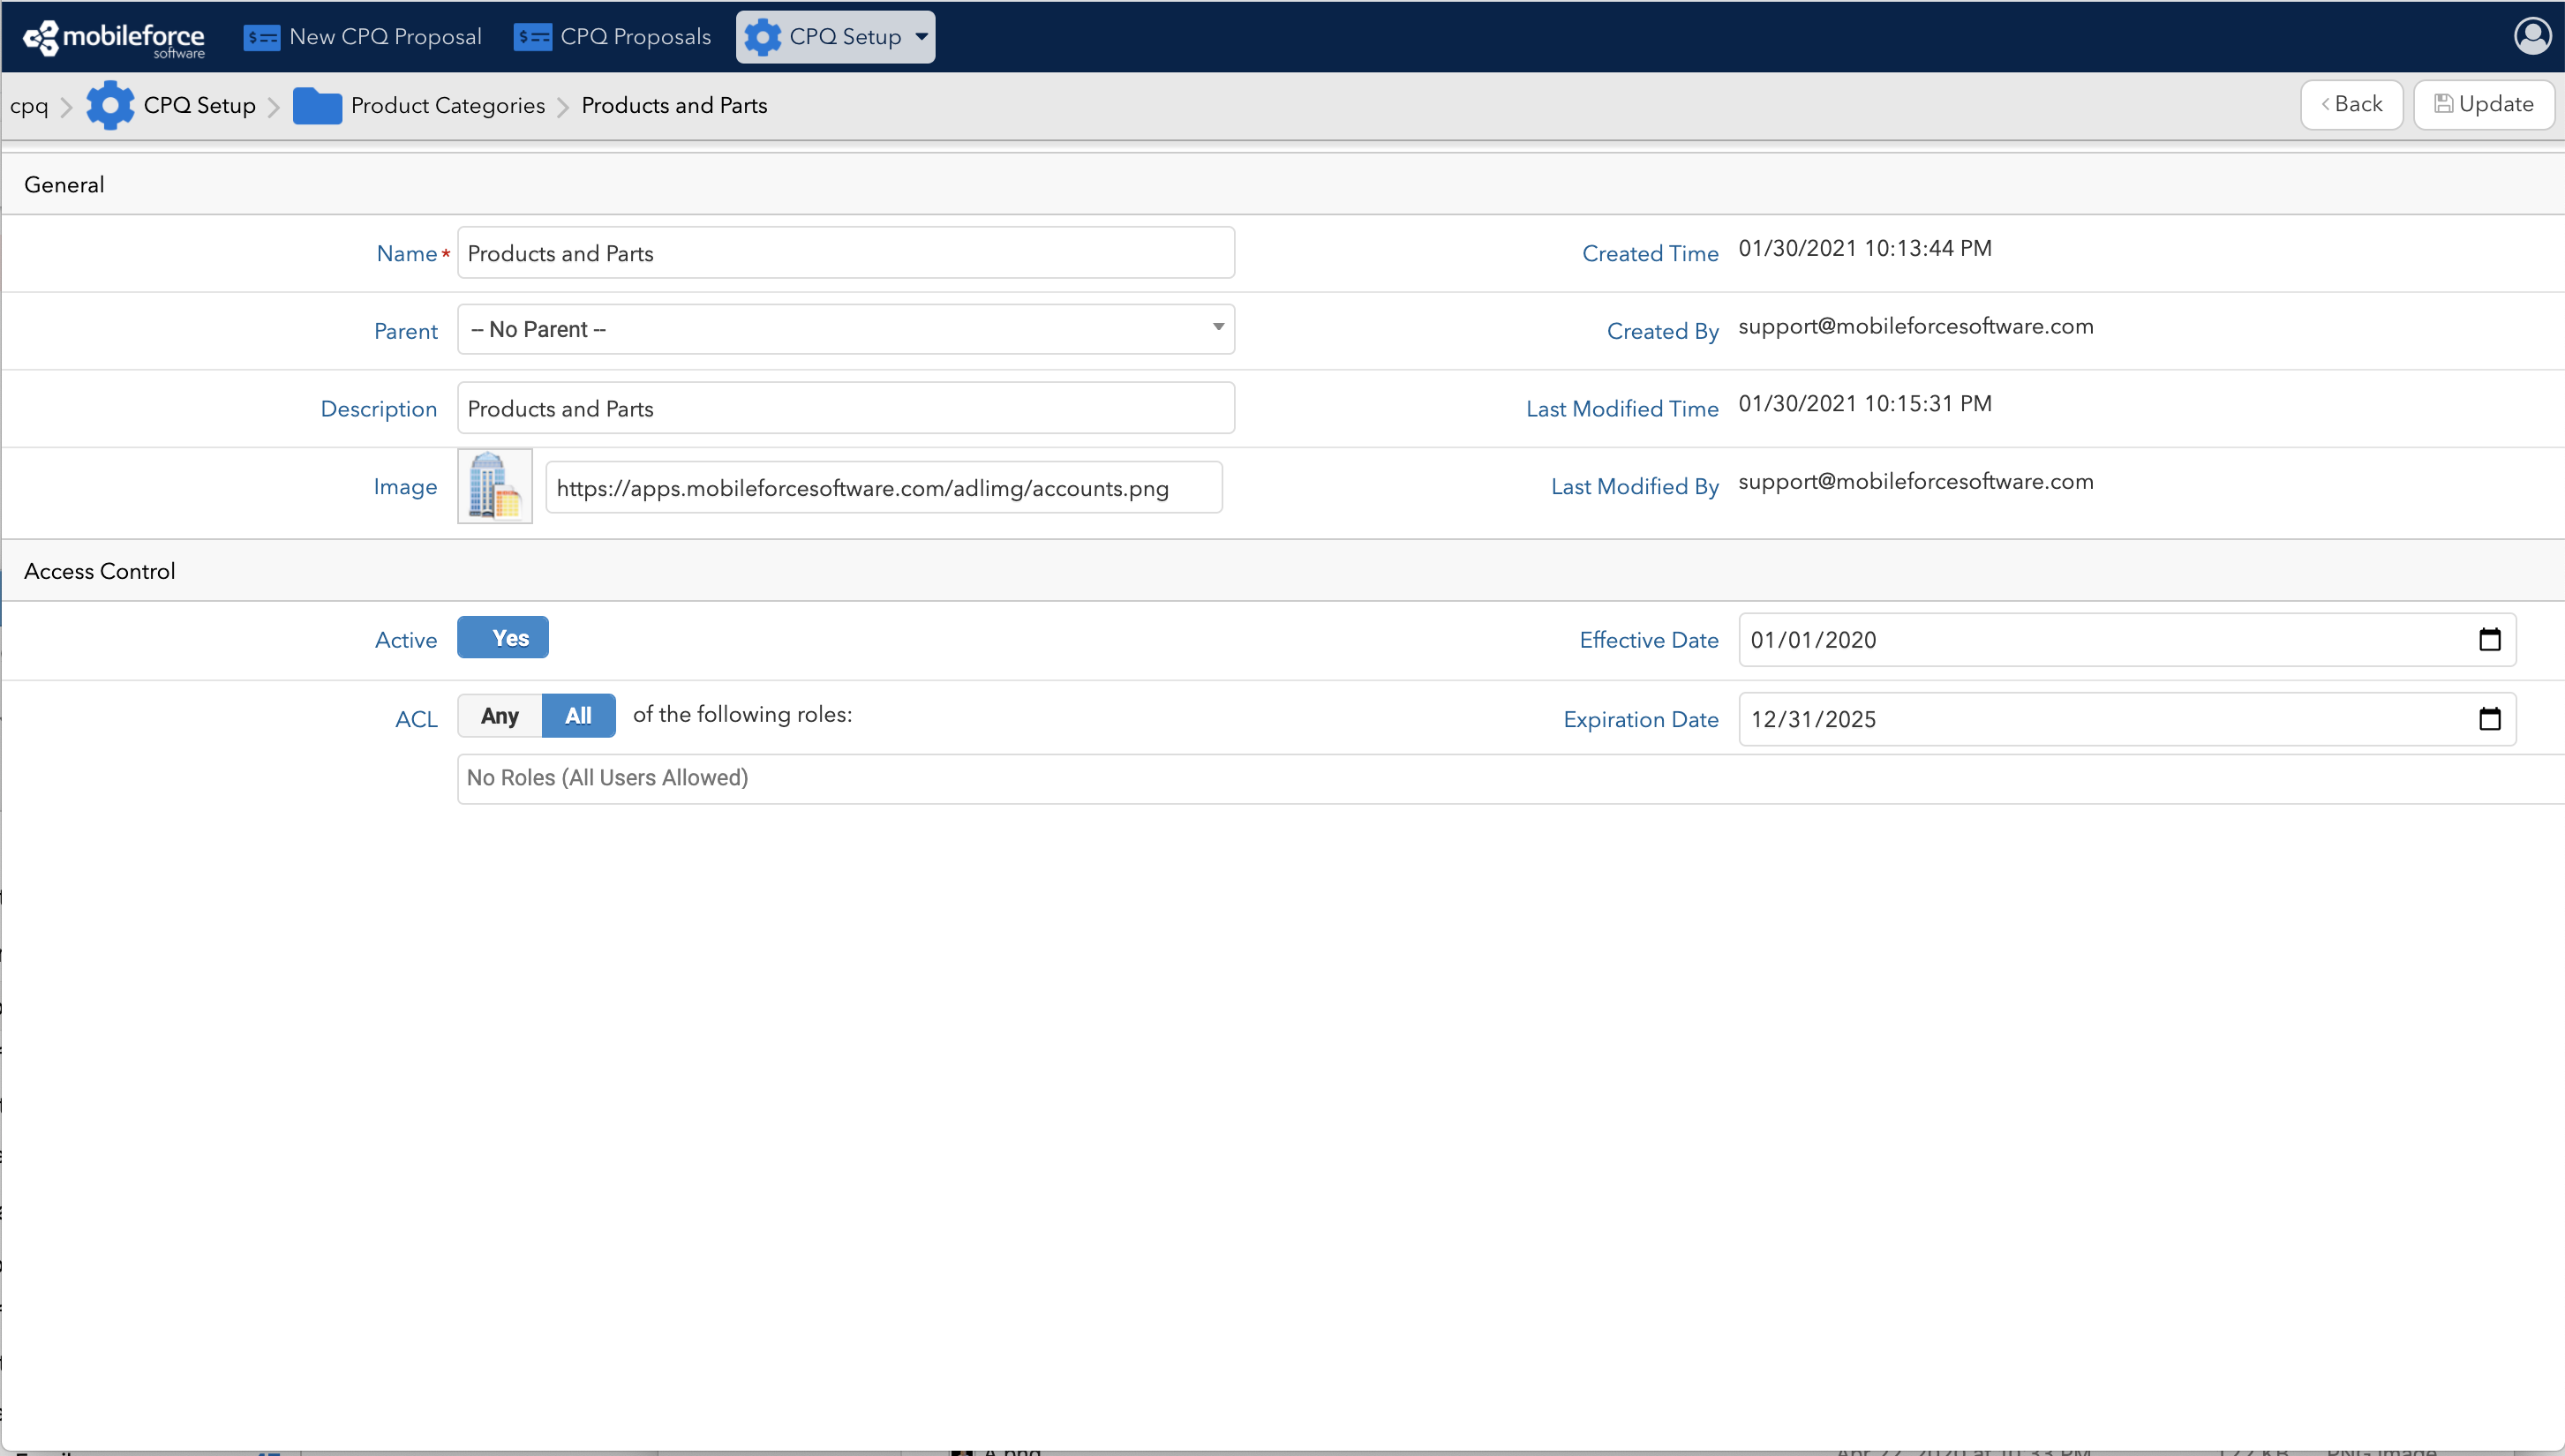 mobileforce software New CPQ Proposal CPQ Proposals CPQ Setup
cpq CPQ Setup Product Categories Products and Parts < Back Update
General
Name* Products and Parts Created Time 01/30/2021 10:13:44 PM
Parent -- No Parent -- Created By support@mobileforcesoftware.com
Description Products and Parts Last Modified Time 01/30/2021 10:15:31 PM
Image https://apps.mobileforcesoftware.com/adlimg/accounts.png Last Modified By support@mobileforcesoftware.com
Access Control
Active Yes Effective Date 01/01/2020
ACL Any All of the following roles: Expiration Date 12/31/2025
No Roles (All Users Allowed)